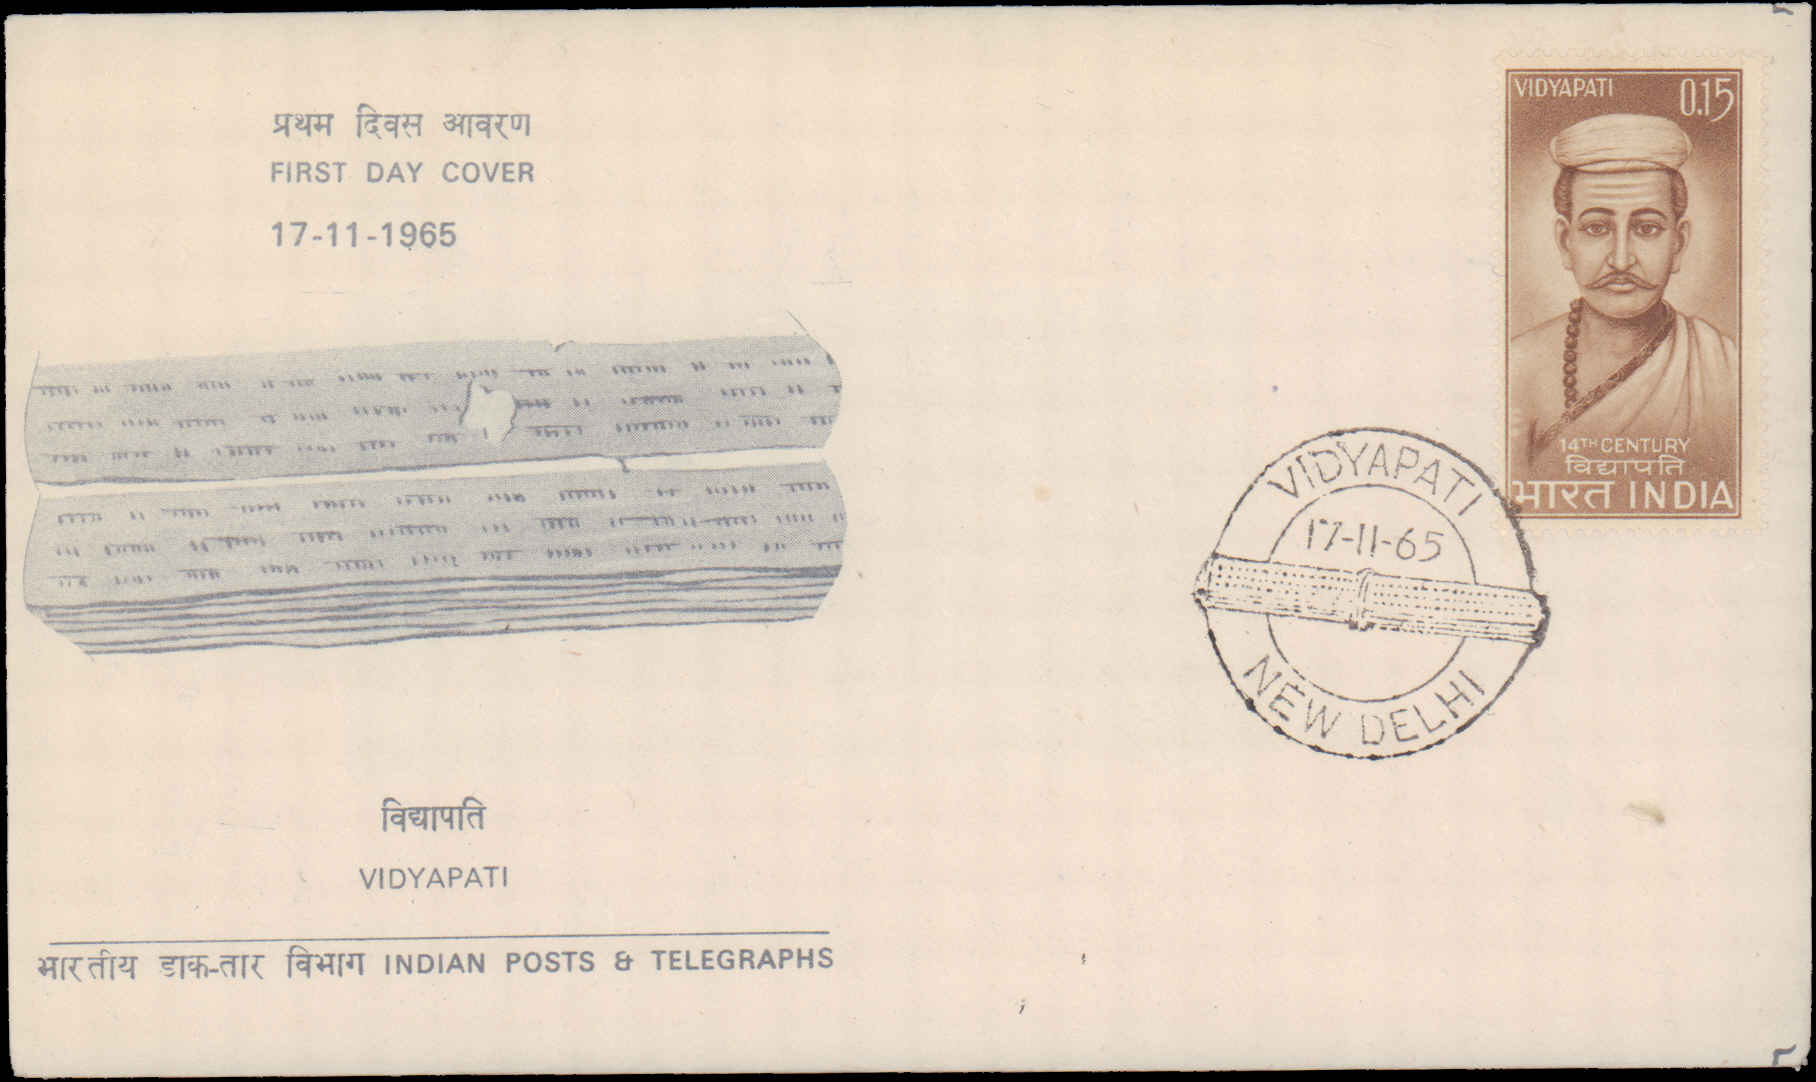 प्रथम दिवस आवरण
FIRST DAY COVER
17-11-1965
विद्यापति
VIDYAPATI
भारतीय डाक-तार विभाग INDIAN POSTS & TELEGRAPHS
VIDYAPATI 0.15
14TH CENTURY
विद्यापति
भारत INDIA
VIDYAPATI
17-11-65
NEW DELHI